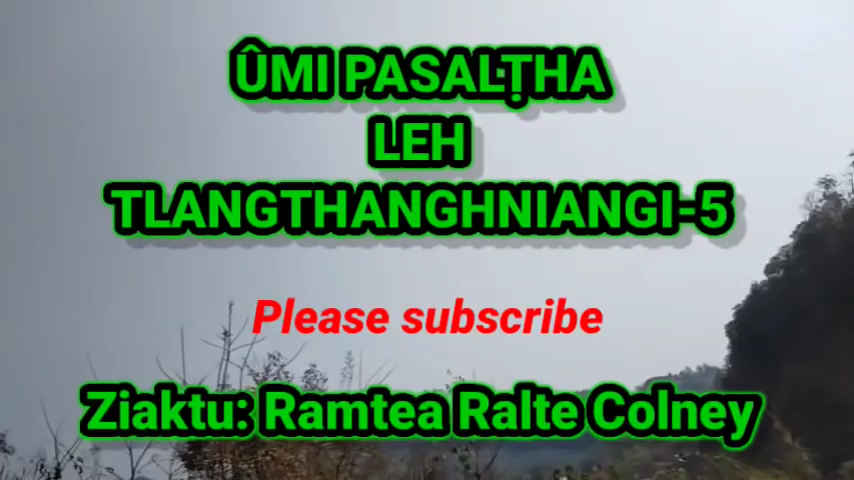 ÛMI PASALṬHA
LEH
TLANGTHANGHNIANGI-5
Please subscribe
Ziaktu: Ramtea Ralte Colney